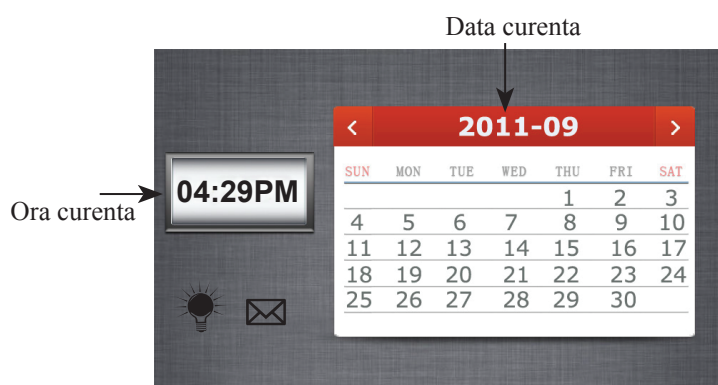 Data curenta
< 2011-09 >
SUN MON TUE WED THU FRI SAT
04:29PM
Ora curenta
1 2 3
4 5 6 7 8 9 10
11 12 13 14 15 16 17
18 19 20 21 22 23 24
25 26 27 28 29 30